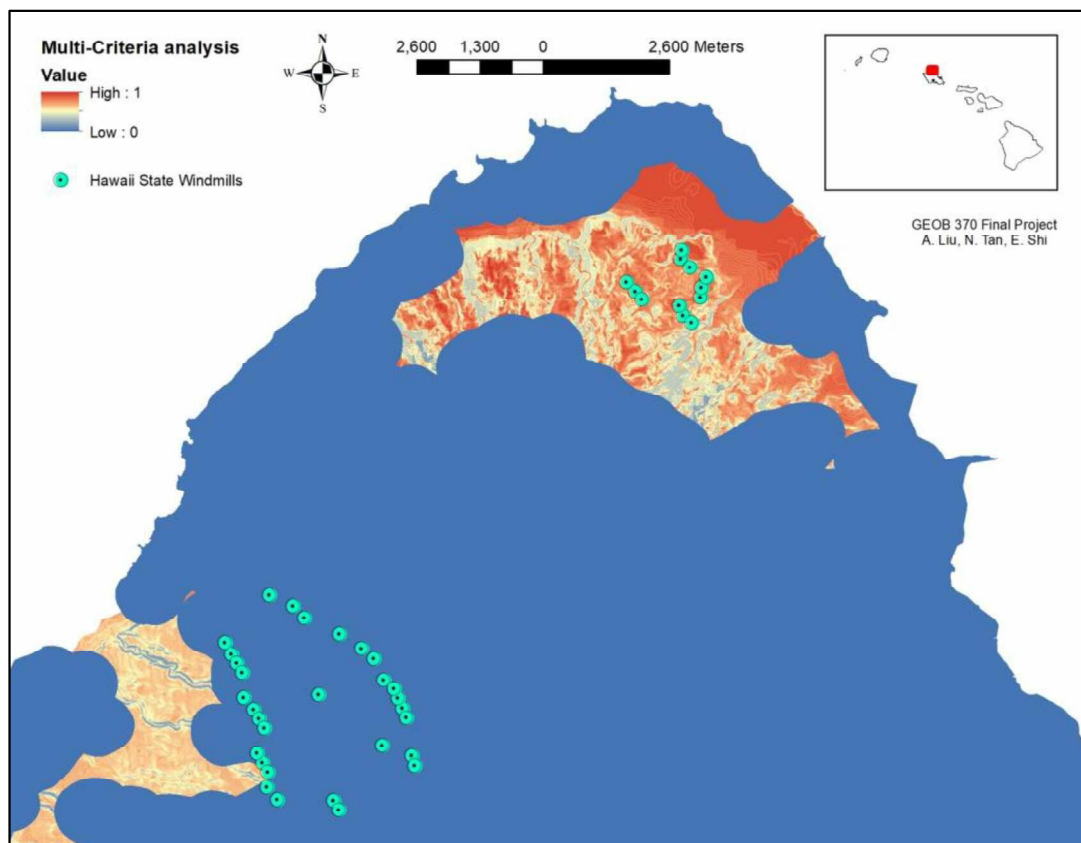 Multi-Criteria analysis
Value
High : 1
Low : 0
Hawaii State Windmills
N
W E
S
2,600 1,300 0 2,600 Meters
GEOB 370 Final Project
A. Liu, N. Tan, E. Shi